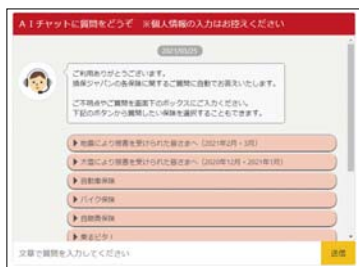 AIチャットに質問をどうぞ ※個人情報の入力はお控えください
2021/03/25
ご利用ありがとうございます。
損保ジャパンの各保険に関するご質問に自動でお答えいたします。
ご不明点やご質問を画面下のボックスにご入力ください。
下記のボタンから質問したい保険を選択することもできます。
▶ 地震により損害を受けられた皆さまへ（2021年2月・3月）
▶ 大雪により損害を受けられた皆さまへ（2020年12月・2021年1月）
▶ 自動車保険
▶ バイク保険
▶ 自賠責保険
▶ 乗るピタ！
文章で質問を入力してください
送信